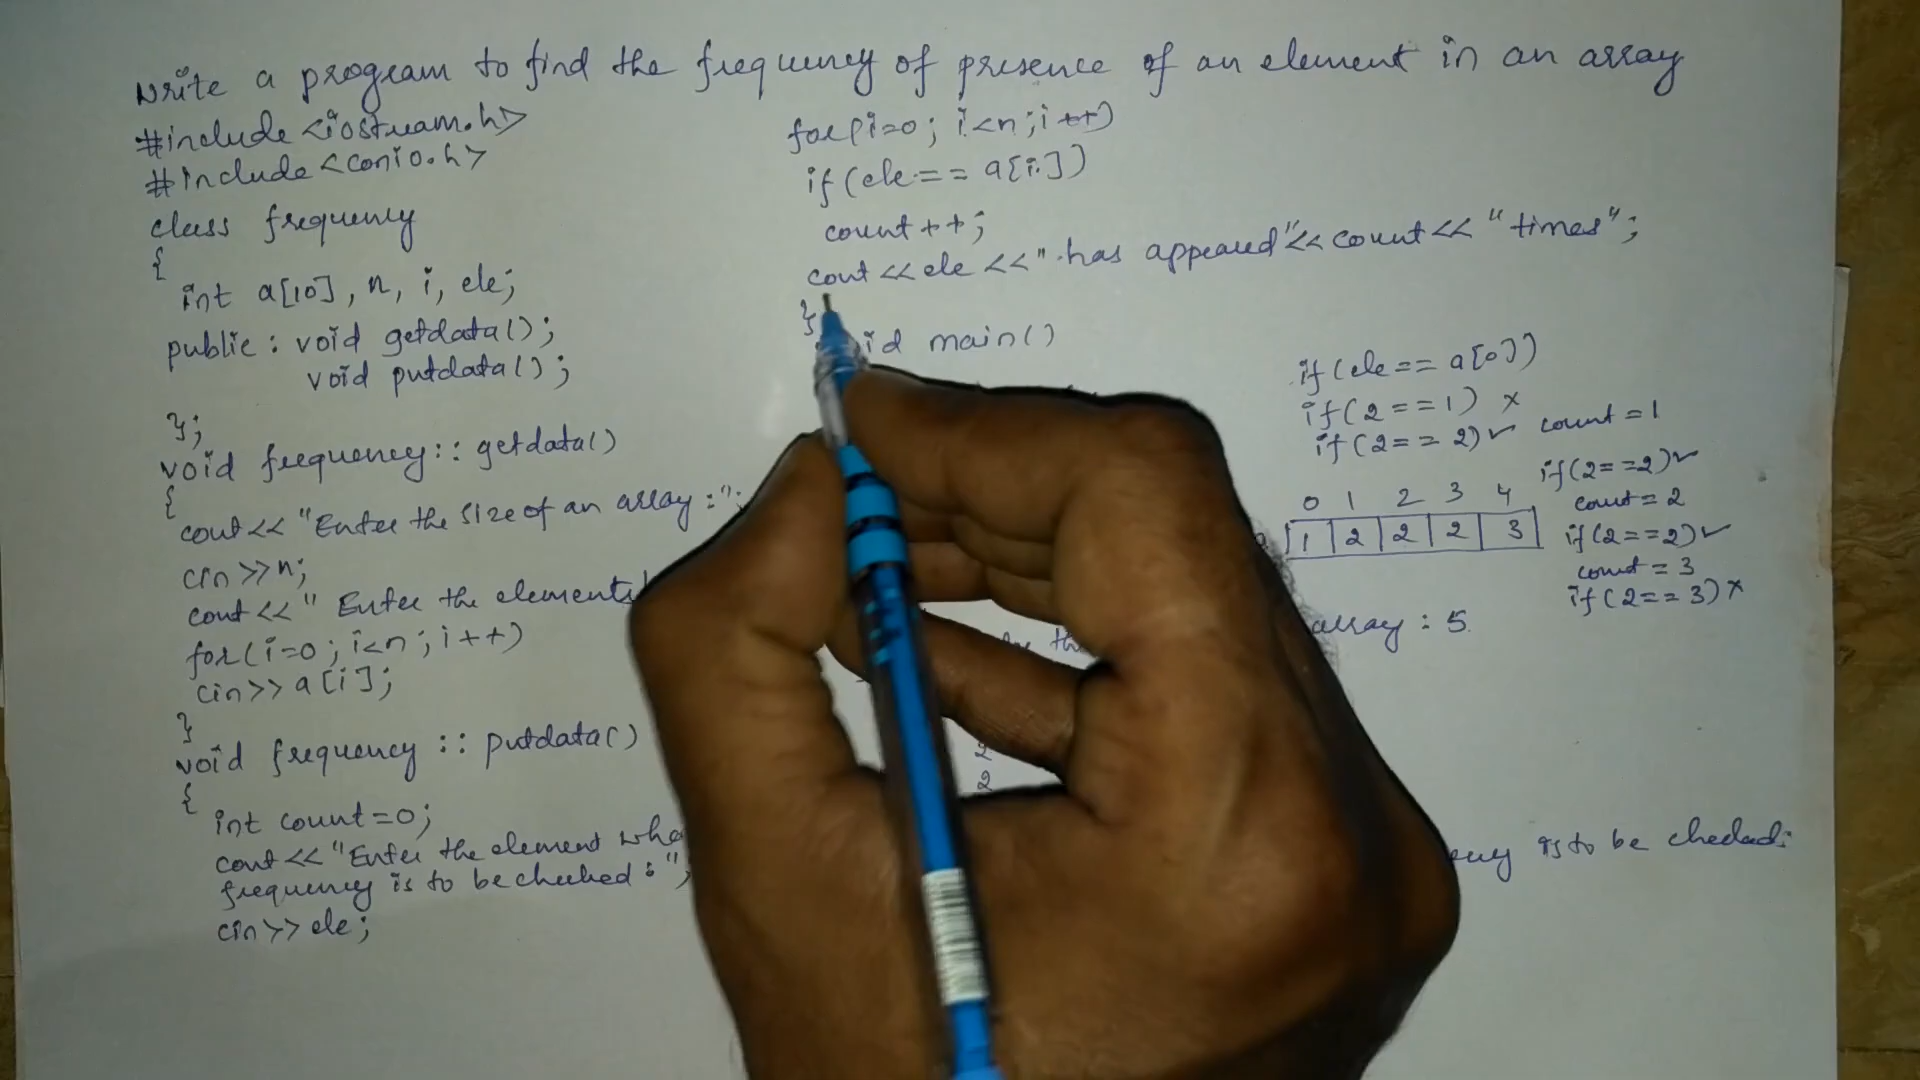 Write a program to find the frequency of presence of an element in an array
#include <iostream.h>
#include <conio.h>
class frequency
{
int a[10], n, i, ele;
public: void getdata();
void putdata();
};
void frequency:: getdata()
{
cout<< "Enter the size of an array :";
cin>>n;
cout<< " Enter the elements
for(i=0; i<n; i++)
cin>> a[i];
}
void frequency :: putdata()
{
int count=0;
cout<< "Enter the element
frequency is to be checked :";
cin>> ele;
for(i=0; i<n; i++)
if(ele== a[i])
count++;
cout<<ele<<" has appeared"<<count<< "times";
}
main()
if(ele== a[0])
if(2==1) x
if(2==2) ✓ count=1
if(2==2) ✓
count=2
0 1 2 3 4
1 2 2 2 3
if(2==2) ✓
count=3
if(2==3) x
array : 5
2
2
is to be checked: